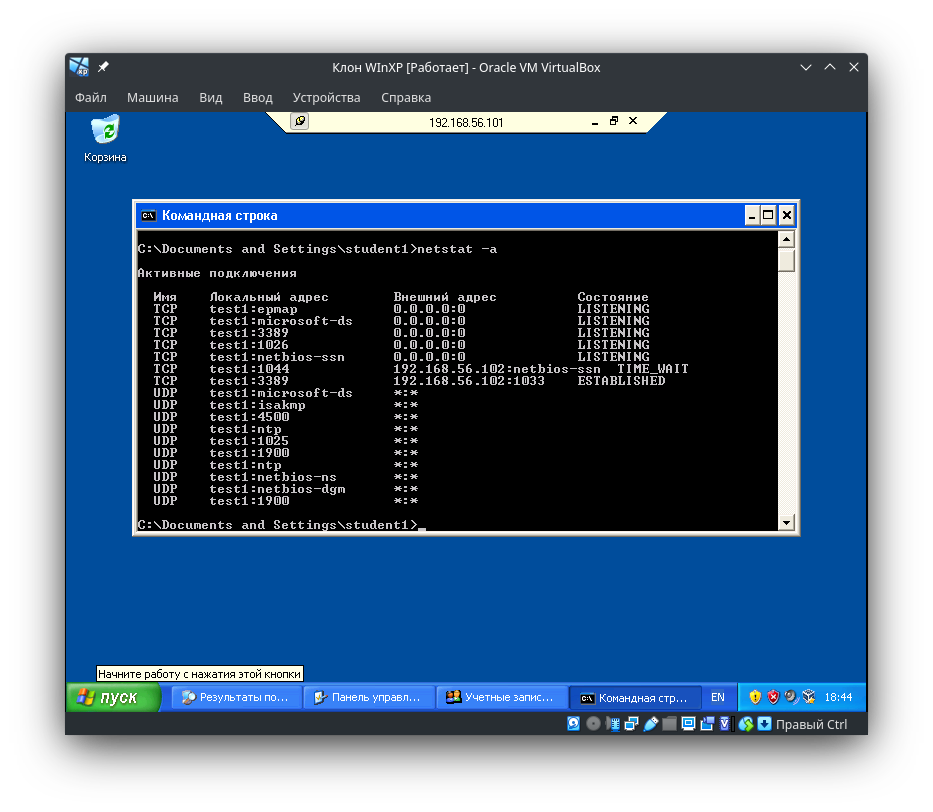 Клон WInXP [Работает] - Oracle VM VirtualBox
Файл Машина Вид Ввод Устройства Справка
192.168.56.101
Корзина
Командная строка
C:\Documents and Settings\student1>netstat -a
Активные подключения
Имя Локальный адрес Внешний адрес Состояние
TCP test1:epmap 0.0.0.0:0 LISTENING
TCP test1:microsoft-ds 0.0.0.0:0 LISTENING
TCP test1:3389 0.0.0.0:0 LISTENING
TCP test1:1026 0.0.0.0:0 LISTENING
TCP test1:netbios-ssn 0.0.0.0:0 LISTENING
TCP test1:1044 192.168.56.102:netbios-ssn TIME_WAIT
TCP test1:3389 192.168.56.102:1033 ESTABLISHED
UDP test1:microsoft-ds *:*
UDP test1:isakmp *:*
UDP test1:4500 *:*
UDP test1:ntp *:*
UDP test1:1025 *:*
UDP test1:1900 *:*
UDP test1:ntp *:*
UDP test1:netbios-ns *:*
UDP test1:netbios-dgm *:*
UDP test1:1900 *:*
C:\Documents and Settings\student1>_
Начните работу с нажатия этой кнопки
пуск Результаты по... Панель управл... Учетные запис... Командная стр... EN 18:44
Правый Ctrl